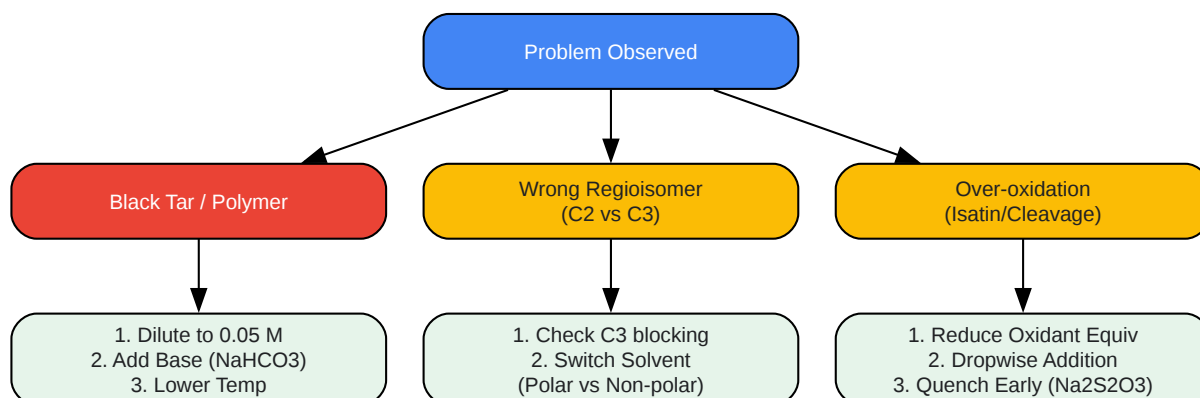 Problem Observed
Black Tar / Polymer
Wrong Regioisomer
(C2 vs C3)
Over-oxidation
(Isatin/Cleavage)
1. Dilute to 0.05 M
2. Add Base (NaHCO3)
3. Lower Temp
1. Check C3 blocking
2. Switch Solvent
(Polar vs Non-polar)
1. Reduce Oxidant Equiv
2. Dropwise Addition
3. Quench Early (Na2S2O3)